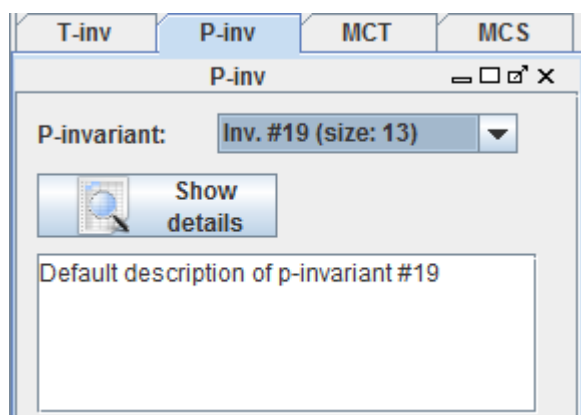 T-inv P-inv MCT MCS
P-inv
P-invariant: Inv. #19 (size: 13)
Show
details
Default description of p-invariant #19